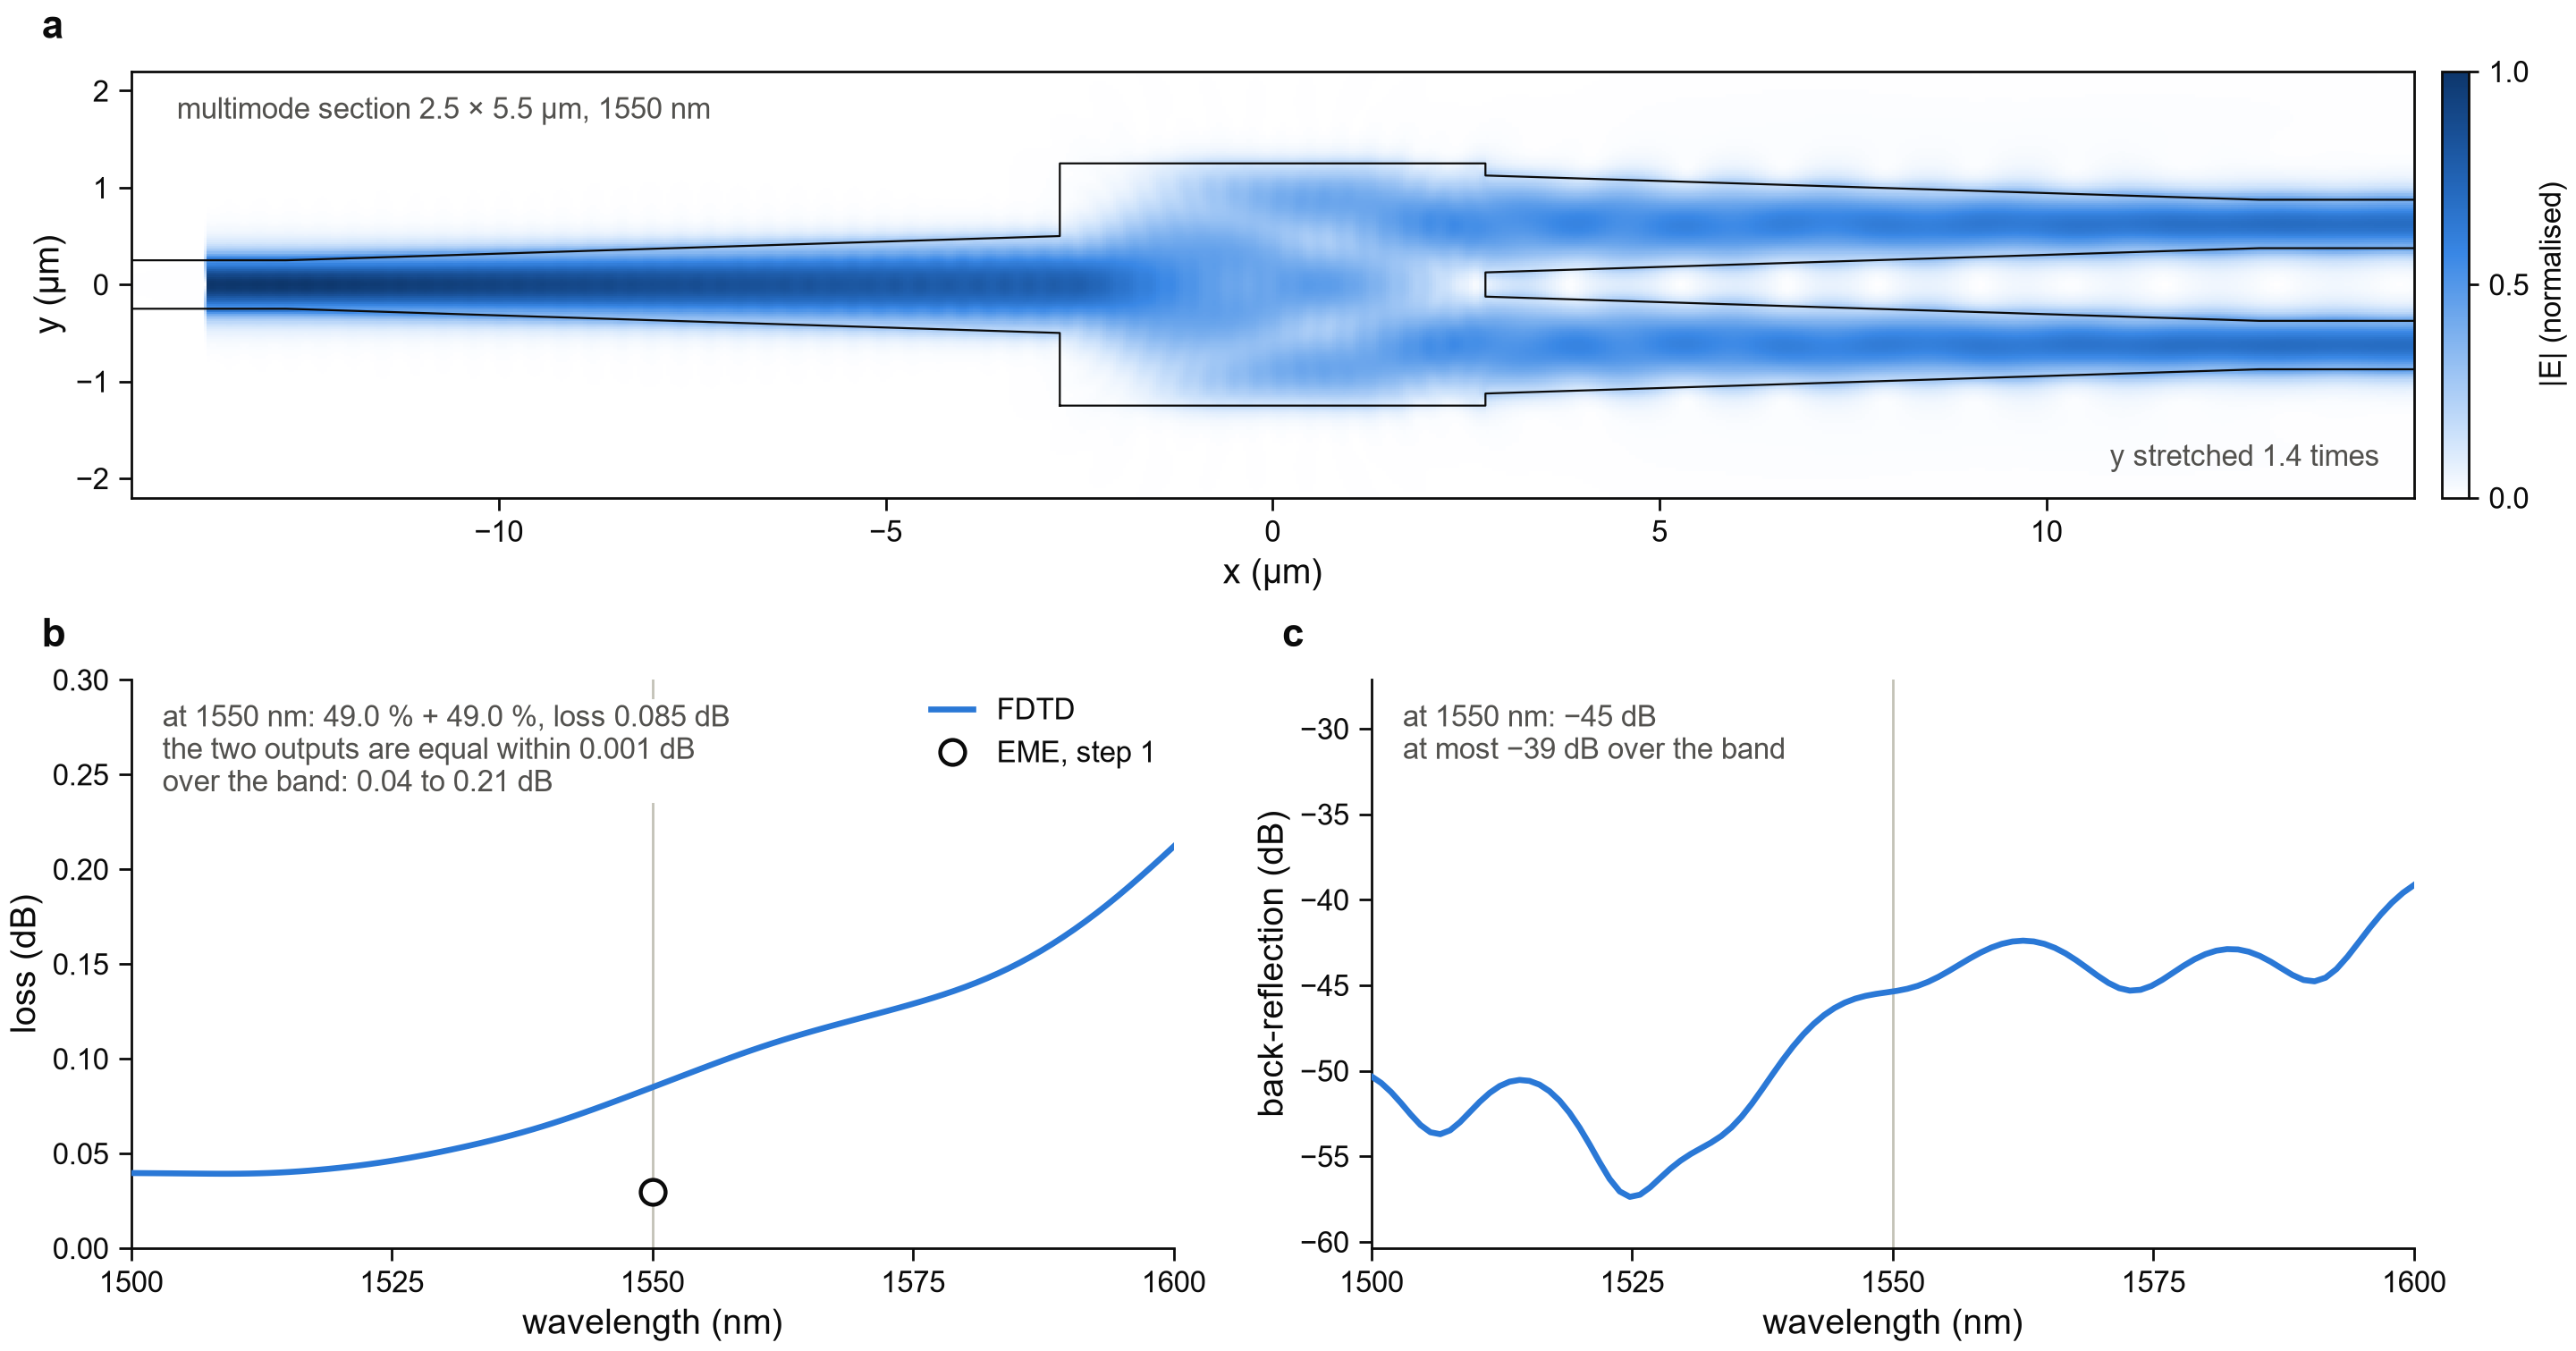 a
2
1
0
−1
−2
y (µm)
multimode section 2.5 × 5.5 µm, 1550 nm
y stretched 1.4 times
−10
−5
0
5
10
x (µm)
1.0
0.5
0.0
|E| (normalised)
b
0.30
0.25
0.20
0.15
0.10
0.05
0.00
loss (dB)
at 1550 nm: 49.0 % + 49.0 %, loss 0.085 dB
the two outputs are equal within 0.001 dB
over the band: 0.04 to 0.21 dB
FDTD
EME, step 1
1500
1525
1550
1575
1600
wavelength (nm)
c
−30
−35
−40
−45
−50
−55
−60
back-reflection (dB)
at 1550 nm: −45 dB
at most −39 dB over the band
1500
1525
1550
1575
1600
wavelength (nm)